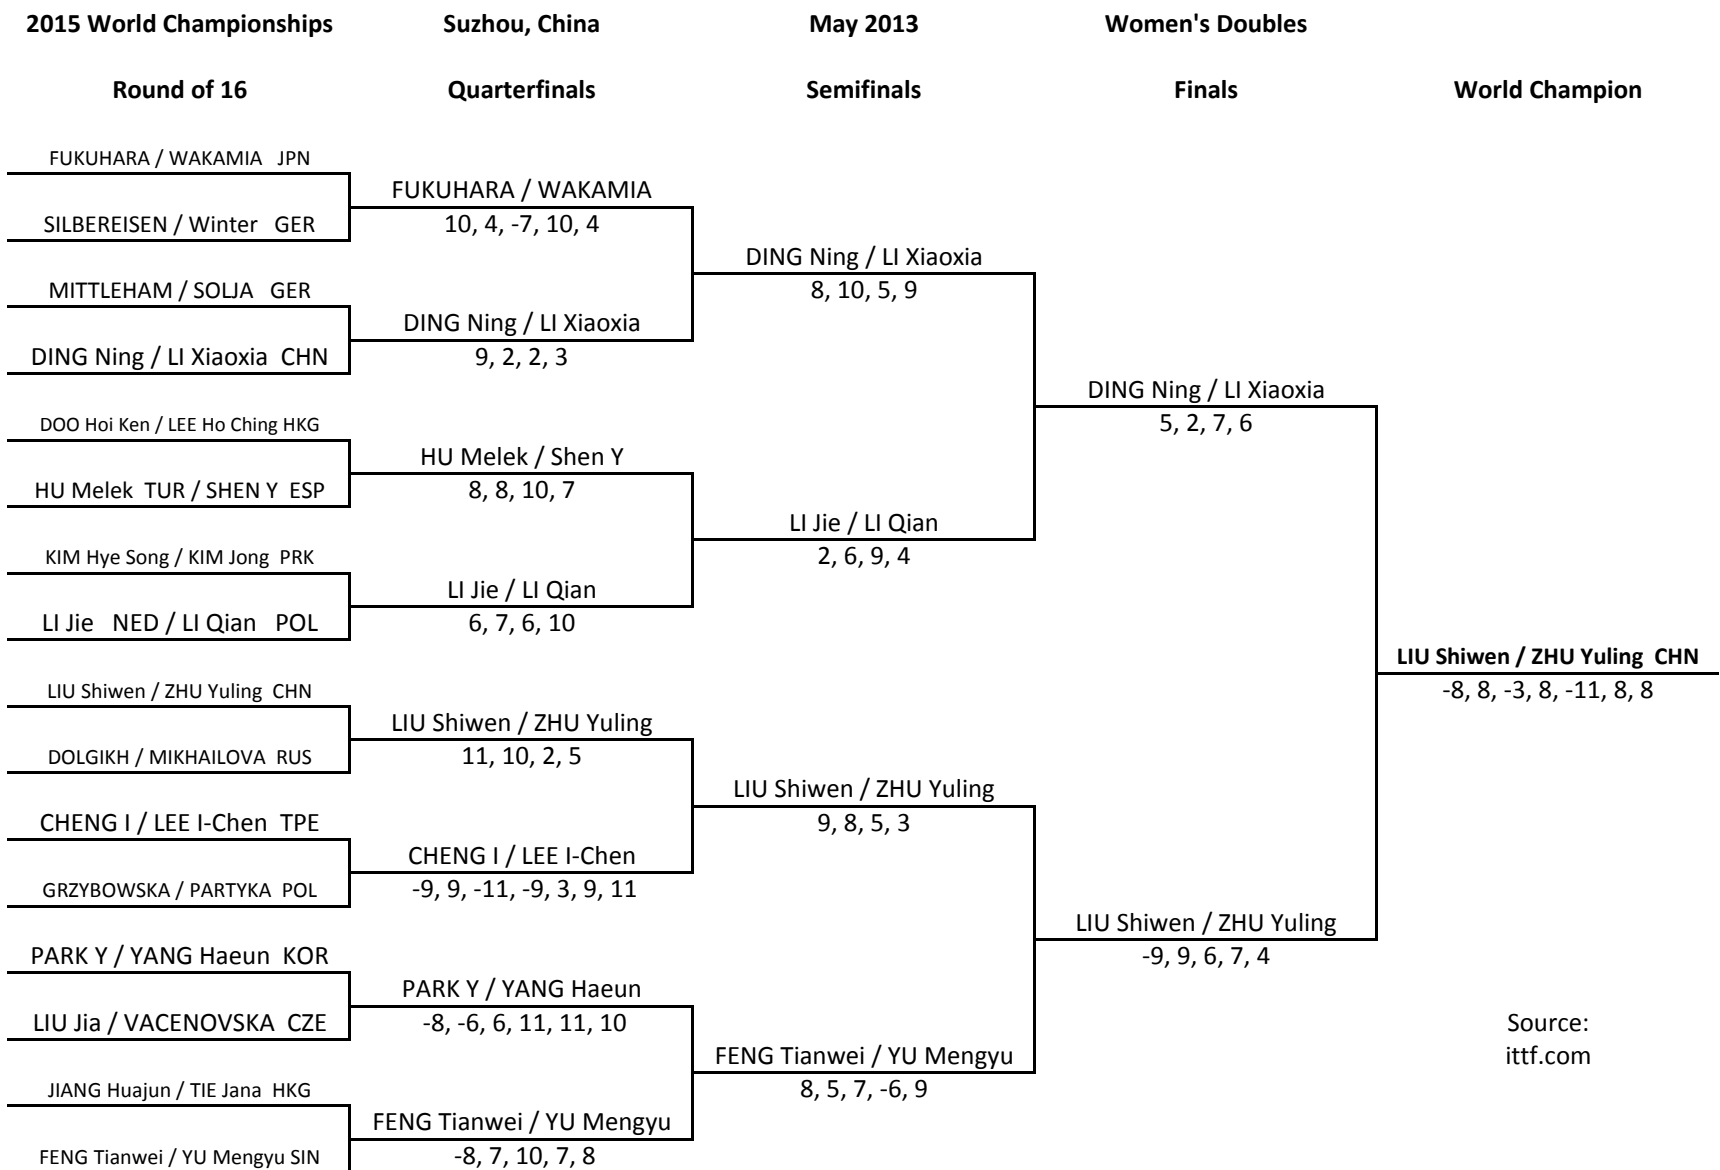 2015 World Championships Suzhou, China May 2013 Women's Doubles
Round of 16 Quarterfinals Semifinals Finals World Champion
FUKUHARA / WAKAMIA JPN
FUKUHARA / WAKAMIA
10, 4, -7, 10, 4
SILBEREISEN / Winter GER
DING Ning / LI Xiaoxia
8, 10, 5, 9
MITTLEHAM / SOLJA GER
DING Ning / LI Xiaoxia
9, 2, 2, 3
DING Ning / LI Xiaoxia CHN
DING Ning / LI Xiaoxia
5, 2, 7, 6
DOO Hoi Ken / LEE Ho Ching HKG
HU Melek / Shen Y
8, 8, 10, 7
HU Melek TUR / SHEN Y ESP
LI Jie / LI Qian
2, 6, 9, 4
KIM Hye Song / KIM Jong PRK
LI Jie / LI Qian
6, 7, 6, 10
LI Jie NED / LI Qian POL
LIU Shiwen / ZHU Yuling CHN
-8, 8, -3, 8, -11, 8, 8
LIU Shiwen / ZHU Yuling CHN
LIU Shiwen / ZHU Yuling
11, 10, 2, 5
DOLGIKH / MIKHAILOVA RUS
LIU Shiwen / ZHU Yuling
9, 8, 5, 3
CHENG I / LEE I-Chen TPE
CHENG I / LEE I-Chen
-9, 9, -11, -9, 3, 9, 11
GRZYBOWSKA / PARTYKA POL
LIU Shiwen / ZHU Yuling
-9, 9, 6, 7, 4
PARK Y / YANG Haeun KOR
PARK Y / YANG Haeun
-8, -6, 6, 11, 11, 10
LIU Jia / VACENOVSKA CZE
Source:
ittf.com
FENG Tianwei / YU Mengyu
8, 5, 7, -6, 9
JIANG Huajun / TIE Jana HKG
FENG Tianwei / YU Mengyu
-8, 7, 10, 7, 8
FENG Tianwei / YU Mengyu SIN